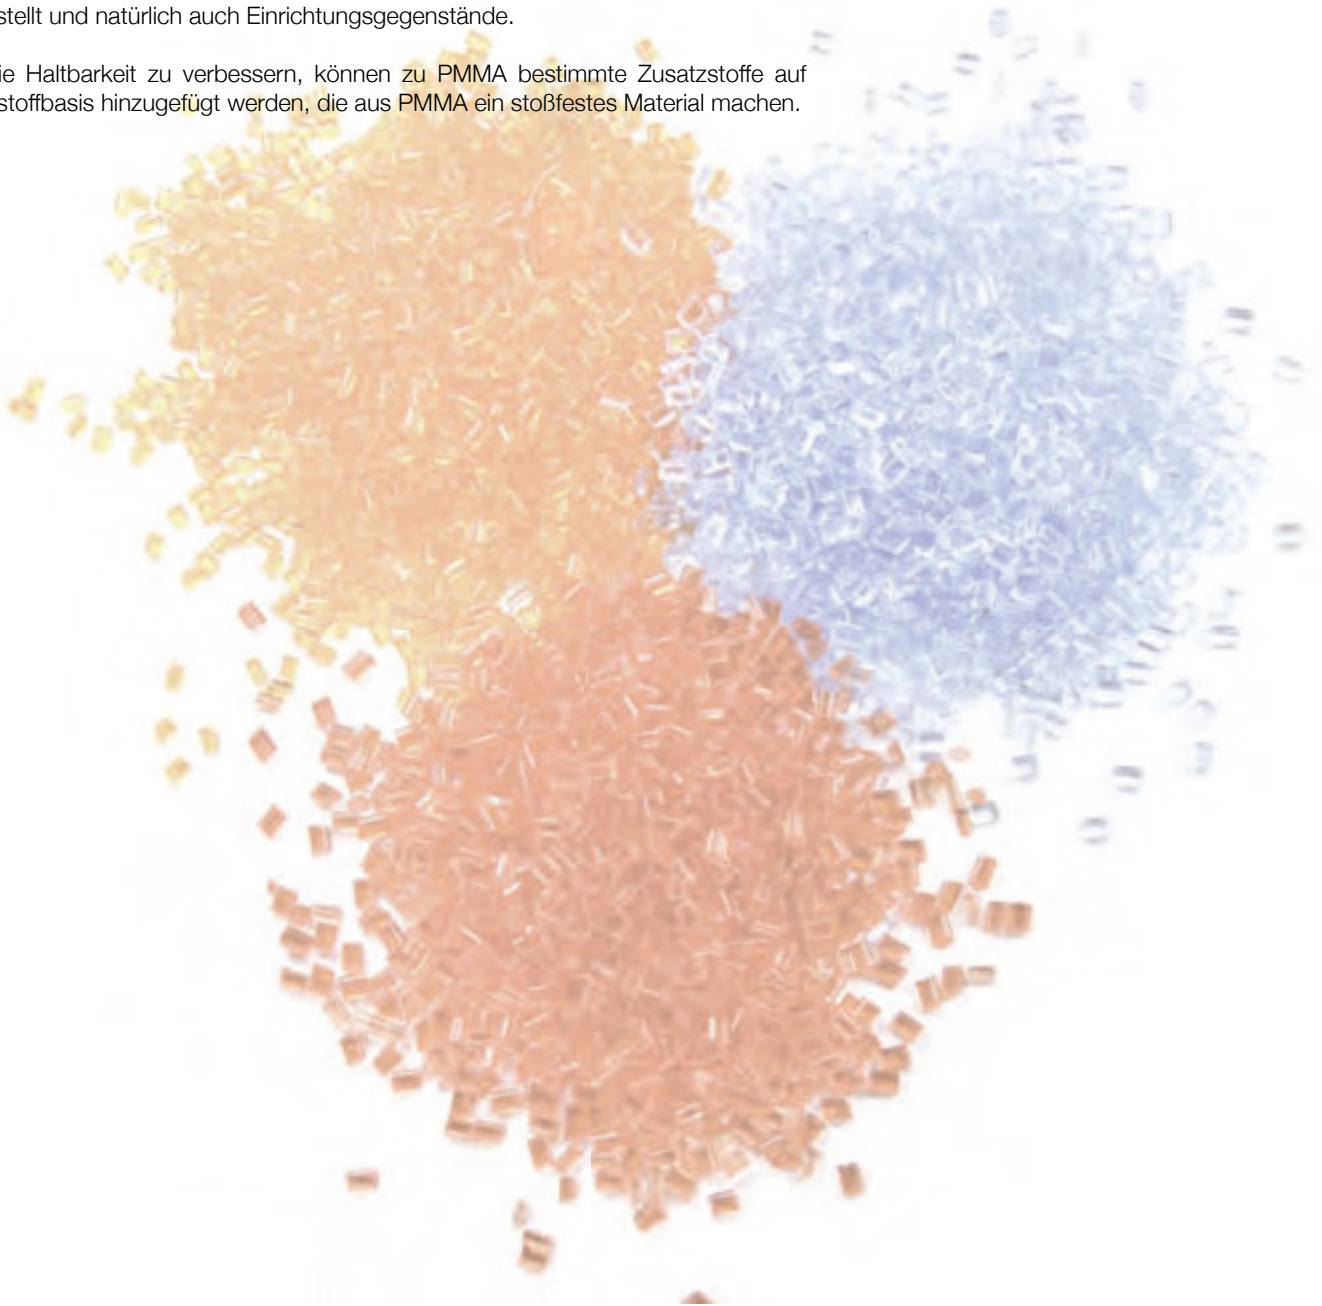 stellt und natürlich auch Einrichtungsgegenstände.
ie Haltbarkeit zu verbessern, können zu PMMA bestimmte Zusatzstoffe auf
stoffbasis hinzugefügt werden, die aus PMMA ein stoßfestes Material machen.